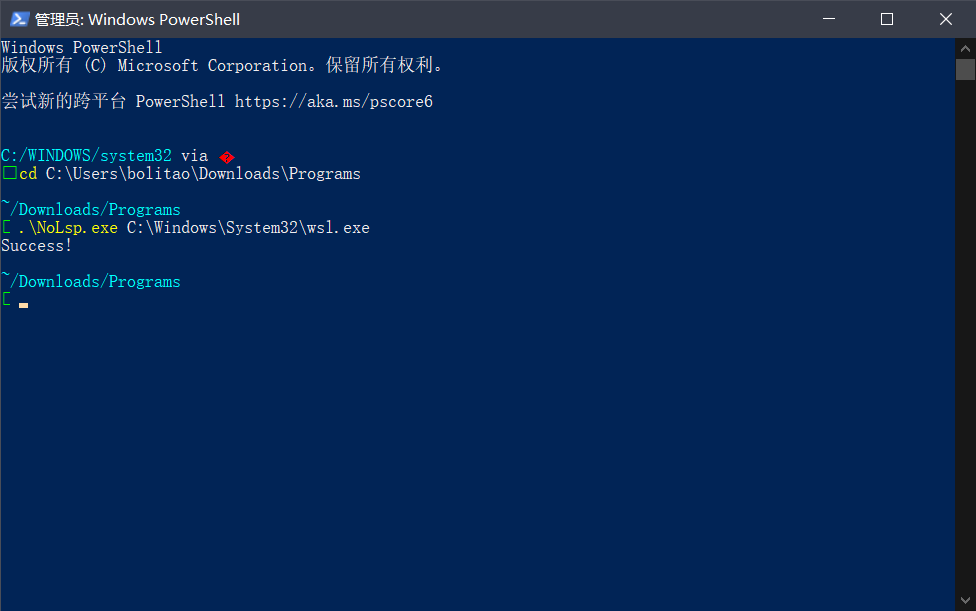 管理员: Windows PowerShell
Windows PowerShell
版权所有 (C) Microsoft Corporation。保留所有权利。
尝试新的跨平台 PowerShell https://aka.ms/pscore6
C:/WINDOWS/system32 via �
□cd C:\Users\bolitao\Downloads\Programs
~/Downloads/Programs
[ .\NoLsp.exe C:\Windows\System32\wsl.exe
Success!
~/Downloads/Programs
[